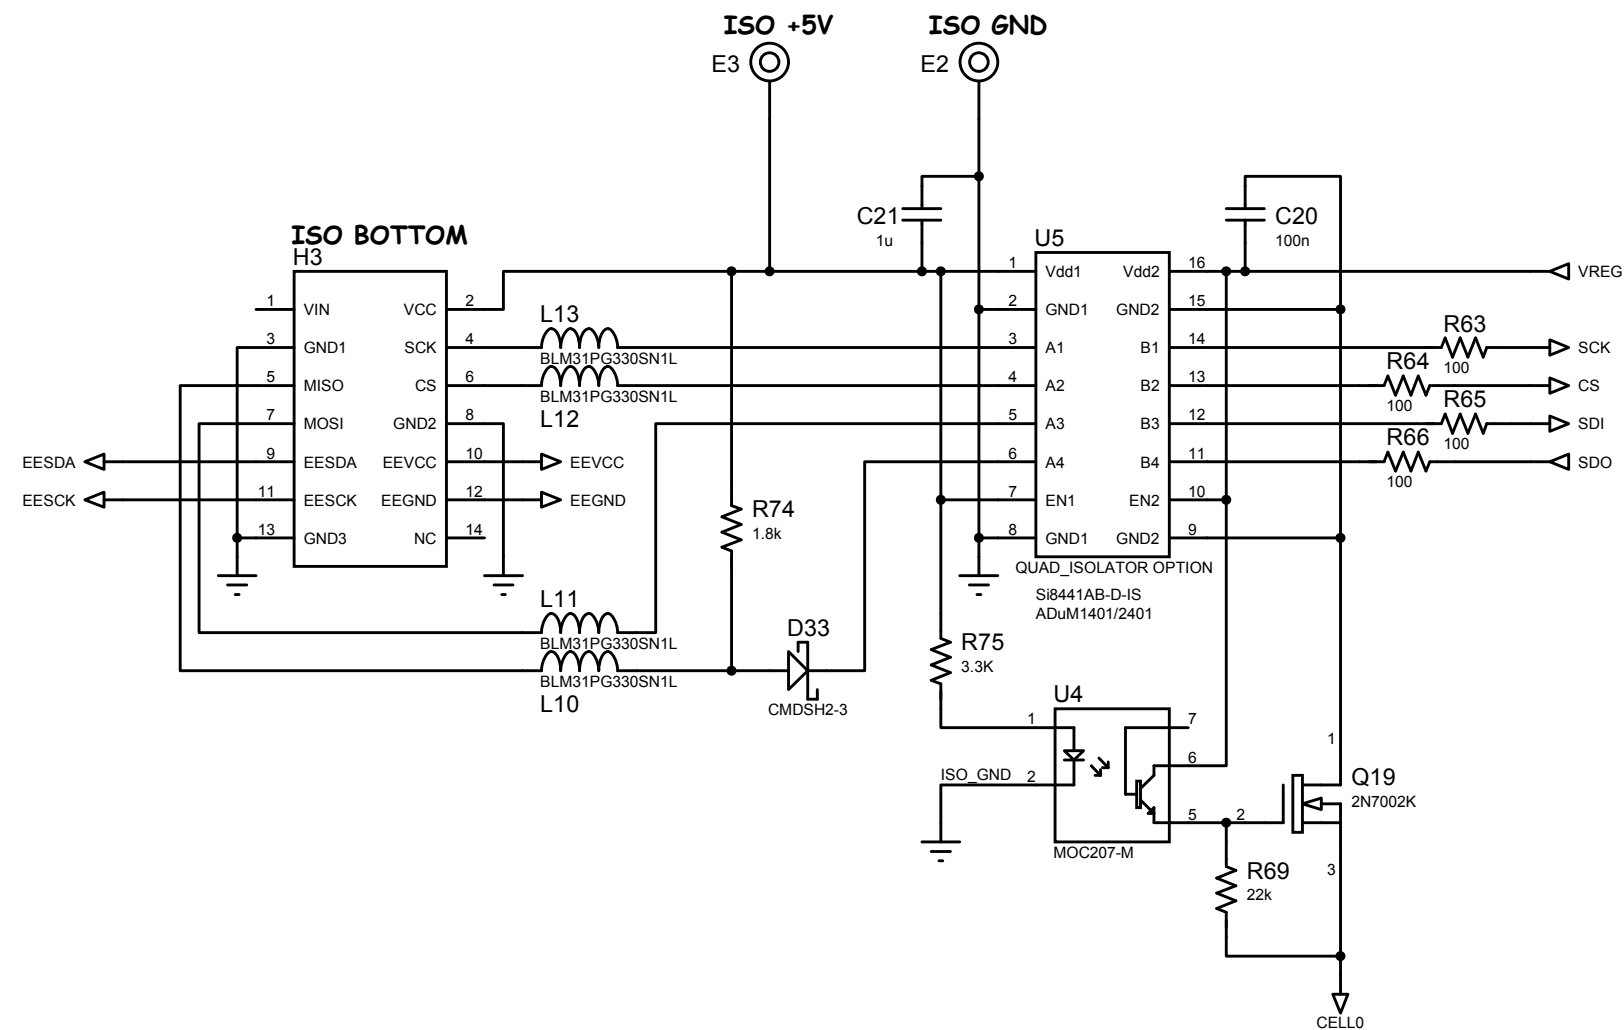 ISO +5V
ISO GND
E3
E2
ISO BOTTOM
H3
1 VIN
3 GND1
5 MISO
7 MOSI
9 EESDA
11 EESCK
13 GND3
VCC 2
SCK 4
CS 6
GND2 8
EEVCC 10
EEGND 12
NC 14
EESDA
EESCK
EEVCC
EEGND
L13
BLM31PG330SN1L
BLM31PG330SN1L
L12
L11
BLM31PG330SN1L
BLM31PG330SN1L
L10
R74
1.8k
D33
CMDSH2-3
C21
1u
C20
100n
U5
1 Vdd1
2 GND1
3 A1
4 A2
5 A3
6 A4
7 EN1
8 GND1
Vdd2 16
GND2 15
B1 14
B2 13
B3 12
B4 11
EN2 10
GND2 9
QUAD_ISOLATOR OPTION
Si8441AB-D-IS
ADuM1401/2401
VREG
R63
100
SCK
R64
100
CS
R65
100
SDI
R66
100
SDO
R75
3.3K
U4
1
ISO_GND 2
7
6
5
MOC207-M
2
1
Q19
2N7002K
3
R69
22k
CELL0